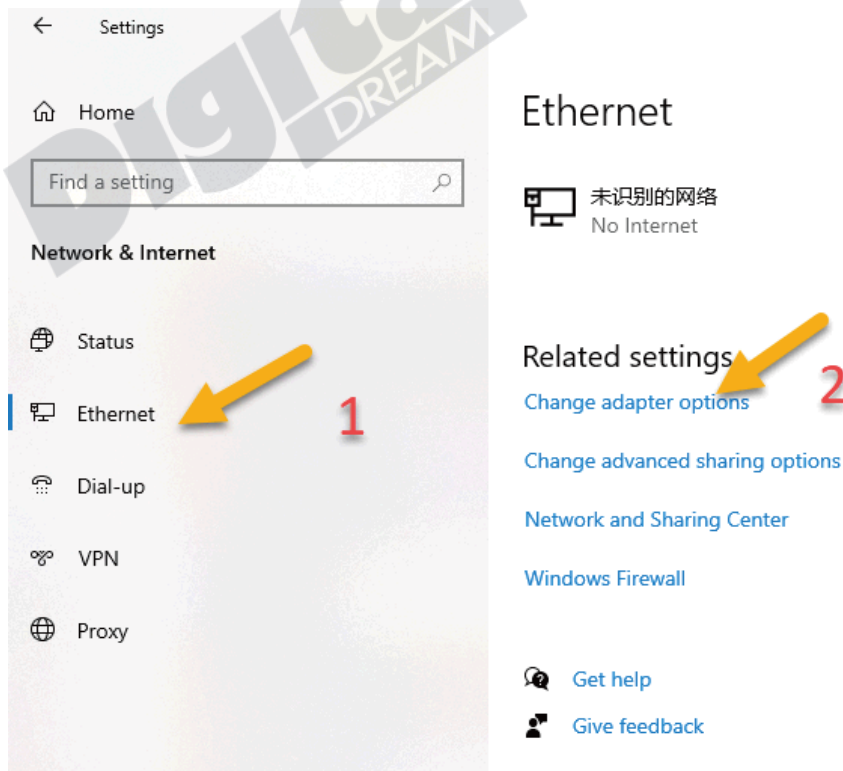 Settings
Home
Find a setting
Network & Internet
Status
Ethernet
1
Dial-up
VPN
Proxy
Ethernet
未识别的网络
No Internet
Related settings
Change adapter options
2
Change advanced sharing options
Network and Sharing Center
Windows Firewall
Get help
Give feedback
Digital
DREAM